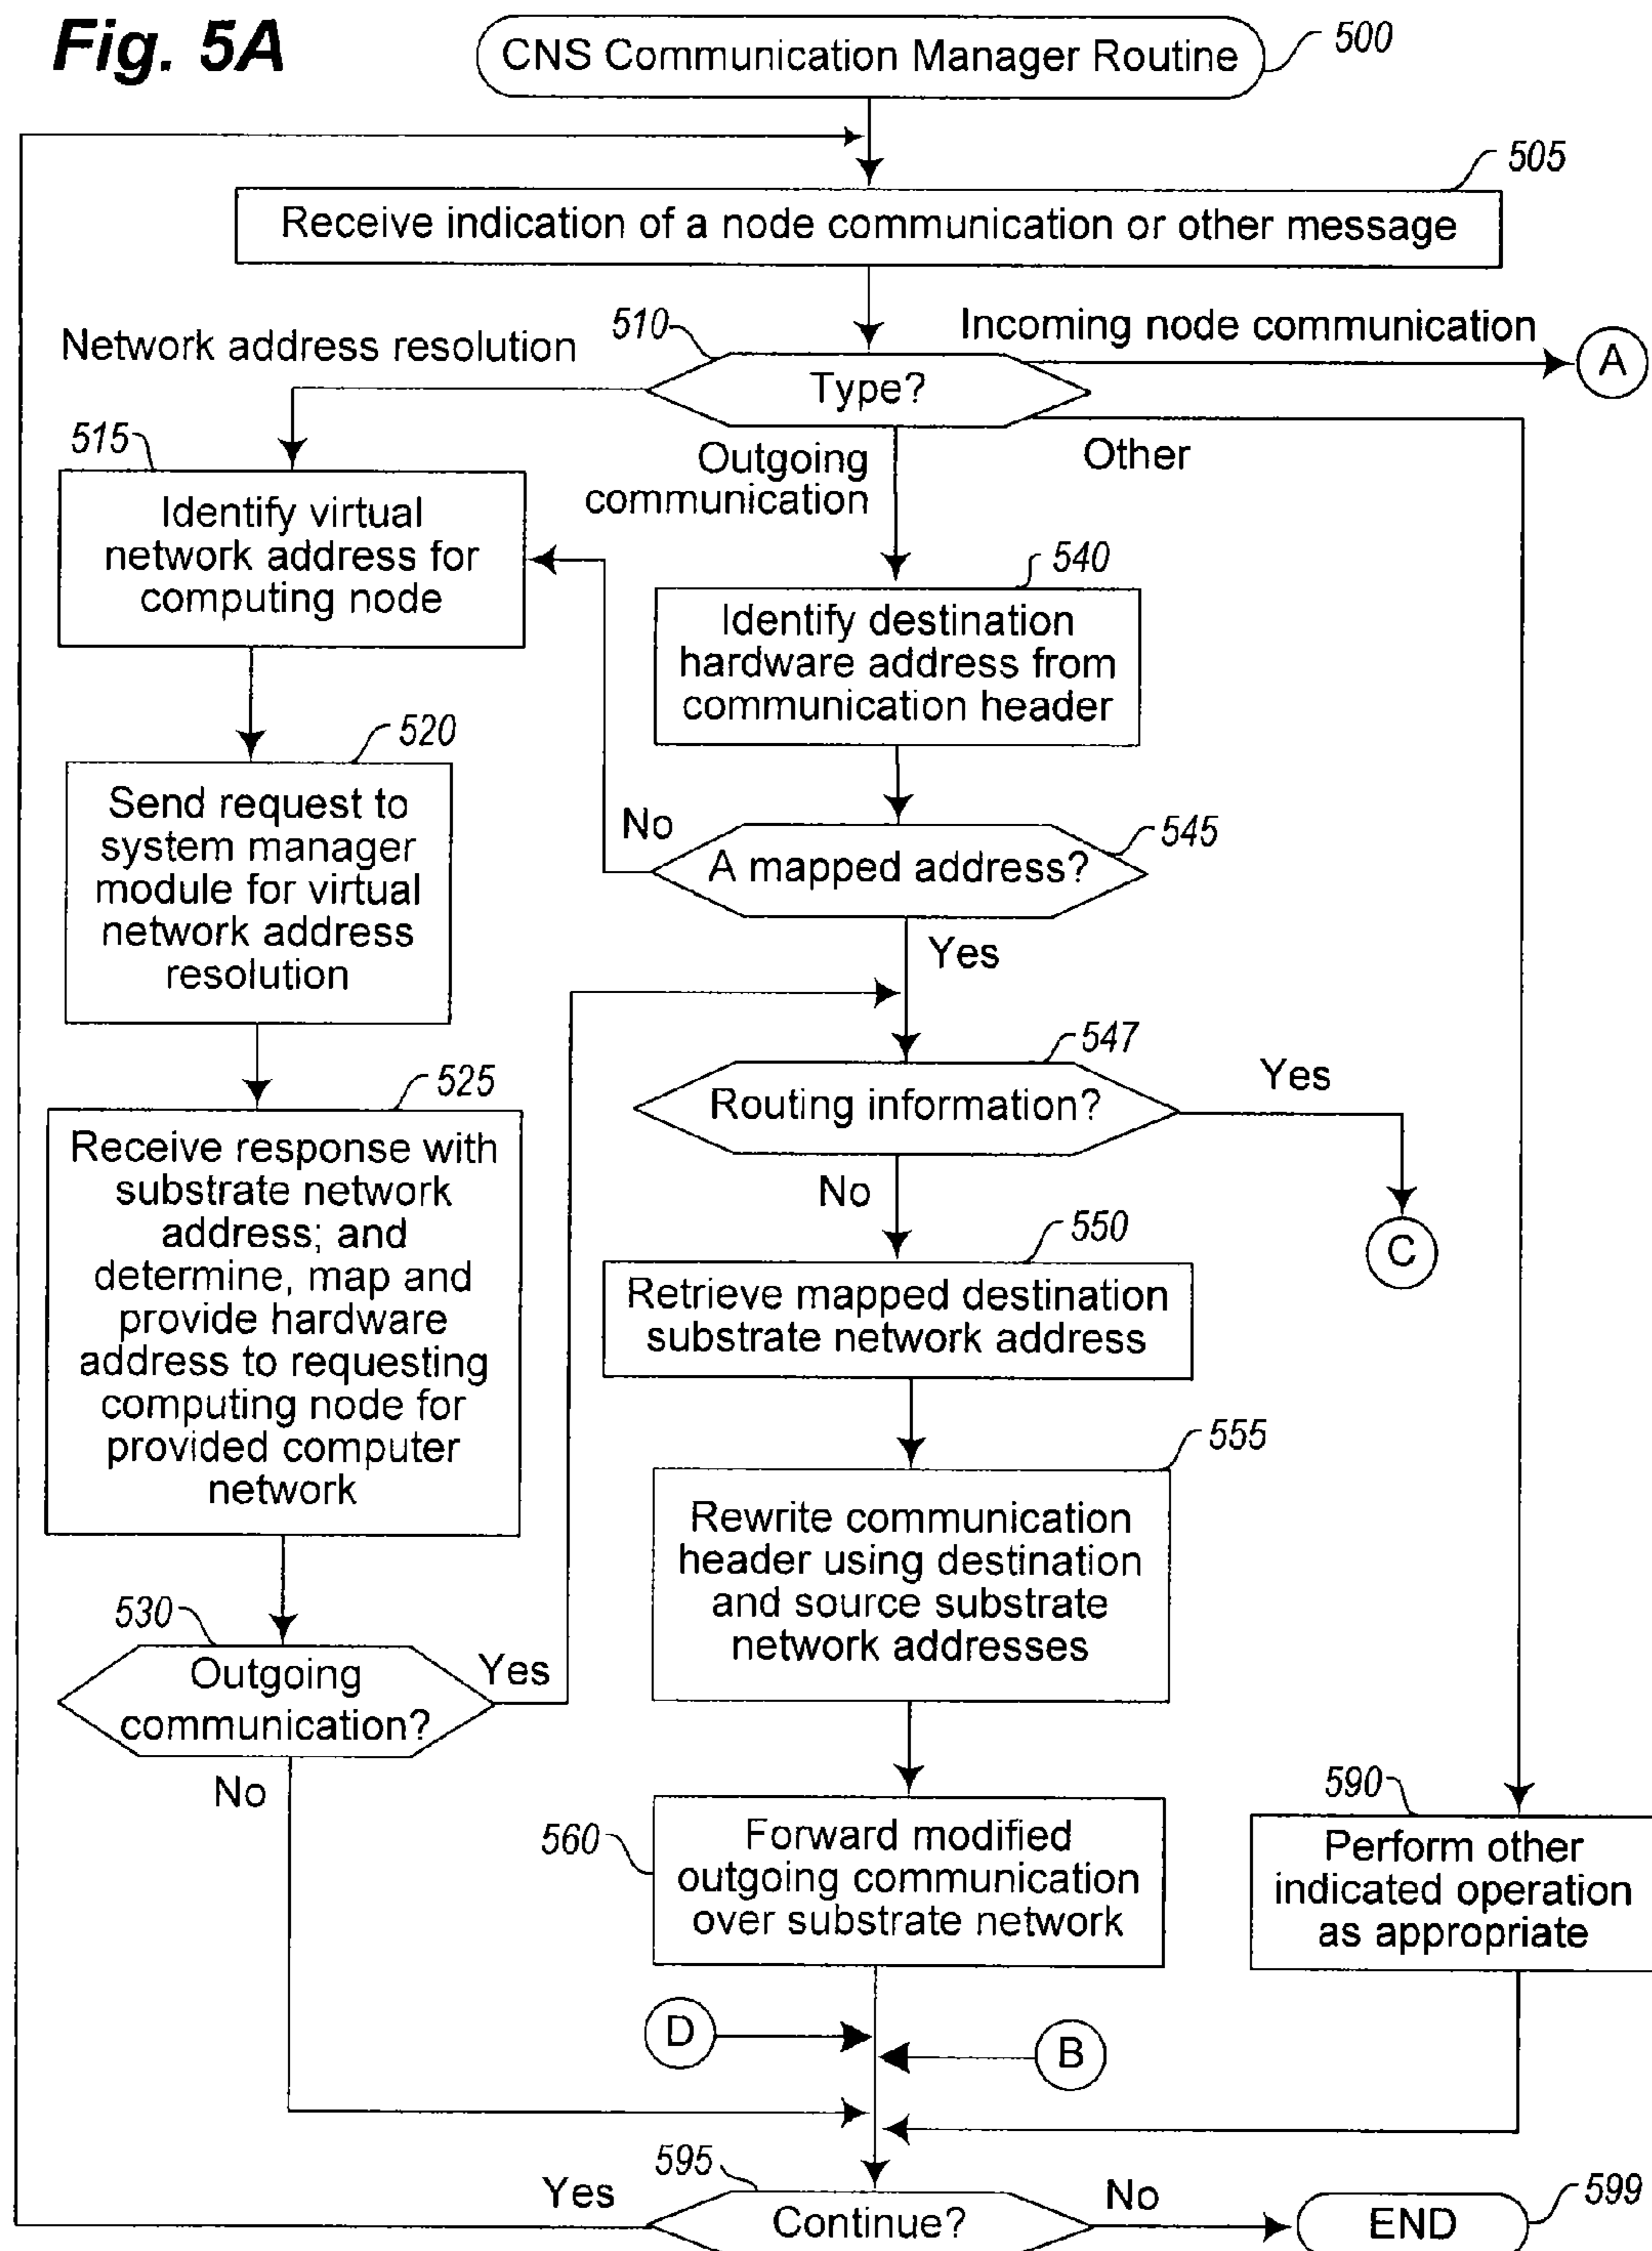 Fig. 5A
CNS Communication Manager Routine
500
505
Receive indication of a node communication or other message
510
Incoming node communication
A
Network address resolution
Type?
515
Outgoing
communication
Other
Identify virtual
network address for
computing node
540
Identify destination
hardware address from
communication header
520
Send request to
system manager
module for virtual
network address
resolution
No
545
A mapped address?
Yes
525
Receive response with
substrate network
address; and
determine, map and
provide hardware
address to requesting
computing node for
provided computer
network
547
Routing information?
Yes
No
C
550
Retrieve mapped destination
substrate network address
555
Rewrite communication
header using destination
and source substrate
network addresses
530
Outgoing
communication?
Yes
No
560
Forward modified
outgoing communication
over substrate network
590
Perform other
indicated operation
as appropriate
D
B
595
Yes
Continue?
No
END
599